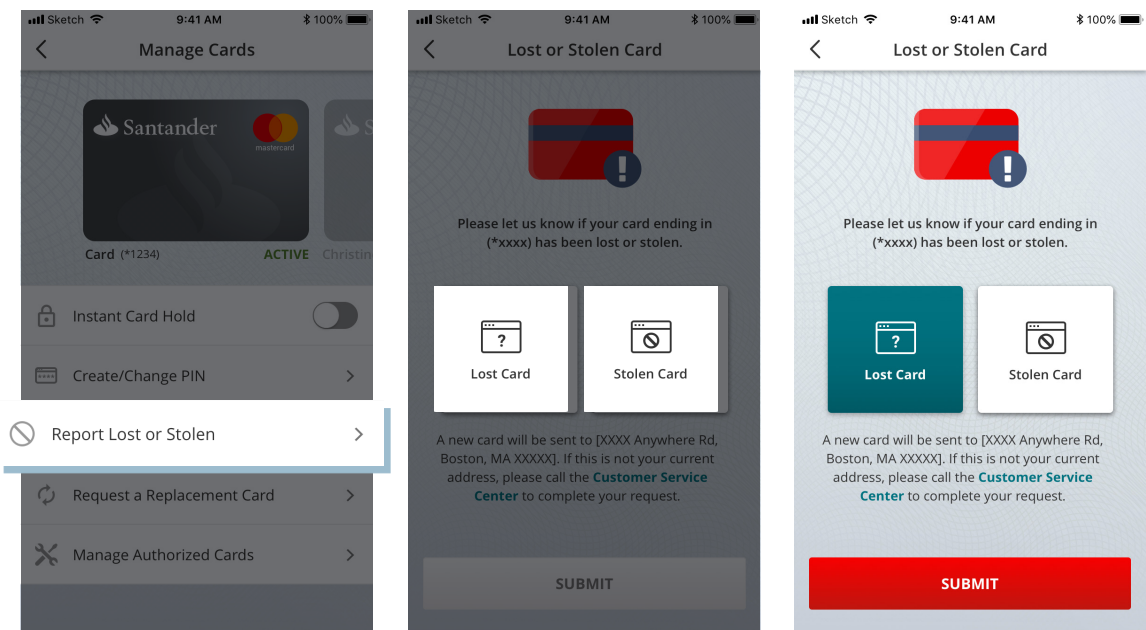 Sketch 9:41 AM 100%
Manage Cards
Santander
mastercard
S
Card (*1234) ACTIVE Christin
Instant Card Hold
Create/Change PIN
Report Lost or Stolen
Request a Replacement Card
Manage Authorized Cards
Sketch 9:41 AM 100%
Lost or Stolen Card
!
Please let us know if your card ending in
(*xxxx) has been lost or stolen.
?
Lost Card Stolen Card
A new card will be sent to [XXXX Anywhere Rd,
Boston, MA XXXXX]. If this is not your current
address, please call the Customer Service
Center to complete your request.
SUBMIT
Sketch 9:41 AM 100%
Lost or Stolen Card
!
Please let us know if your card ending in
(*xxxx) has been lost or stolen.
?
Lost Card Stolen Card
A new card will be sent to [XXXX Anywhere Rd,
Boston, MA XXXXX]. If this is not your current
address, please call the Customer Service
Center to complete your request.
SUBMIT